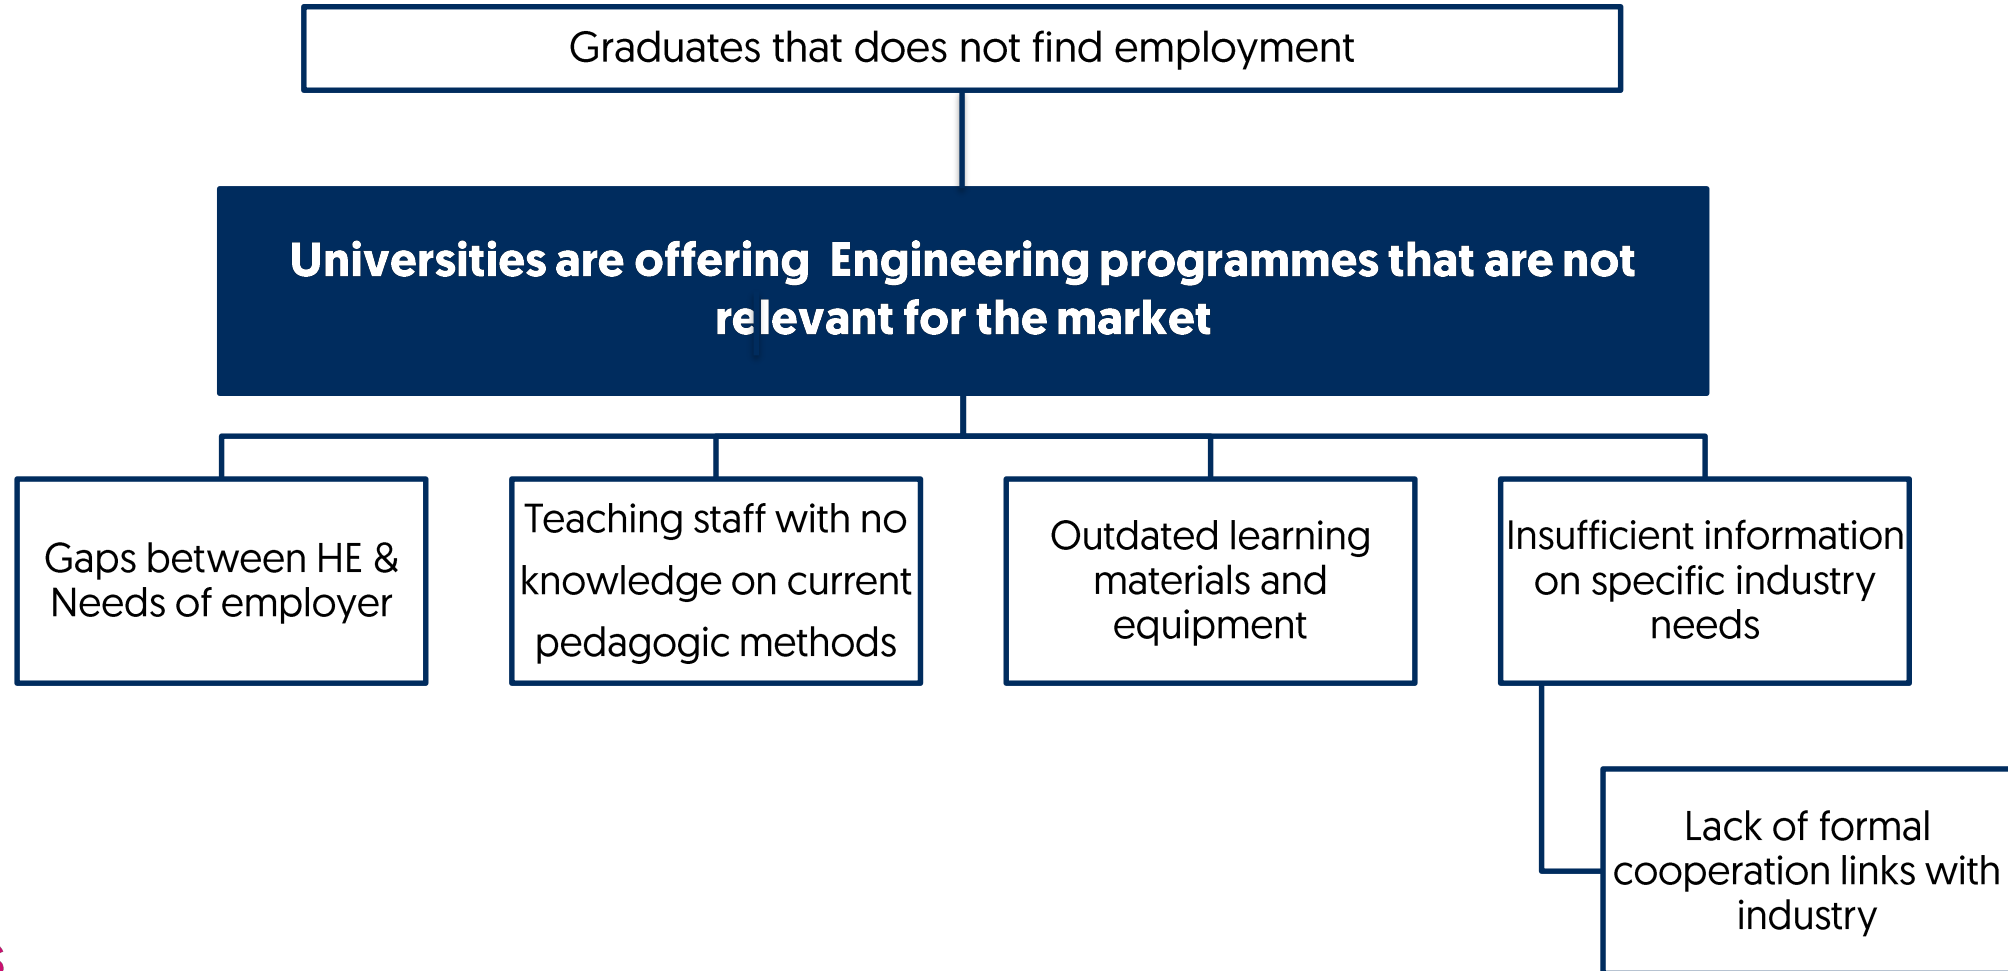 Graduates that does not find employment
Universities are offering Engineering programmes that are not
relevant for the market
Gaps between HE &
Needs of employer
Teaching staff with no
knowledge on current
pedagogic methods
Outdated learning
materials and
equipment
Insufficient information
on specific industry
needs
Lack of formal
cooperation links with
industry
s